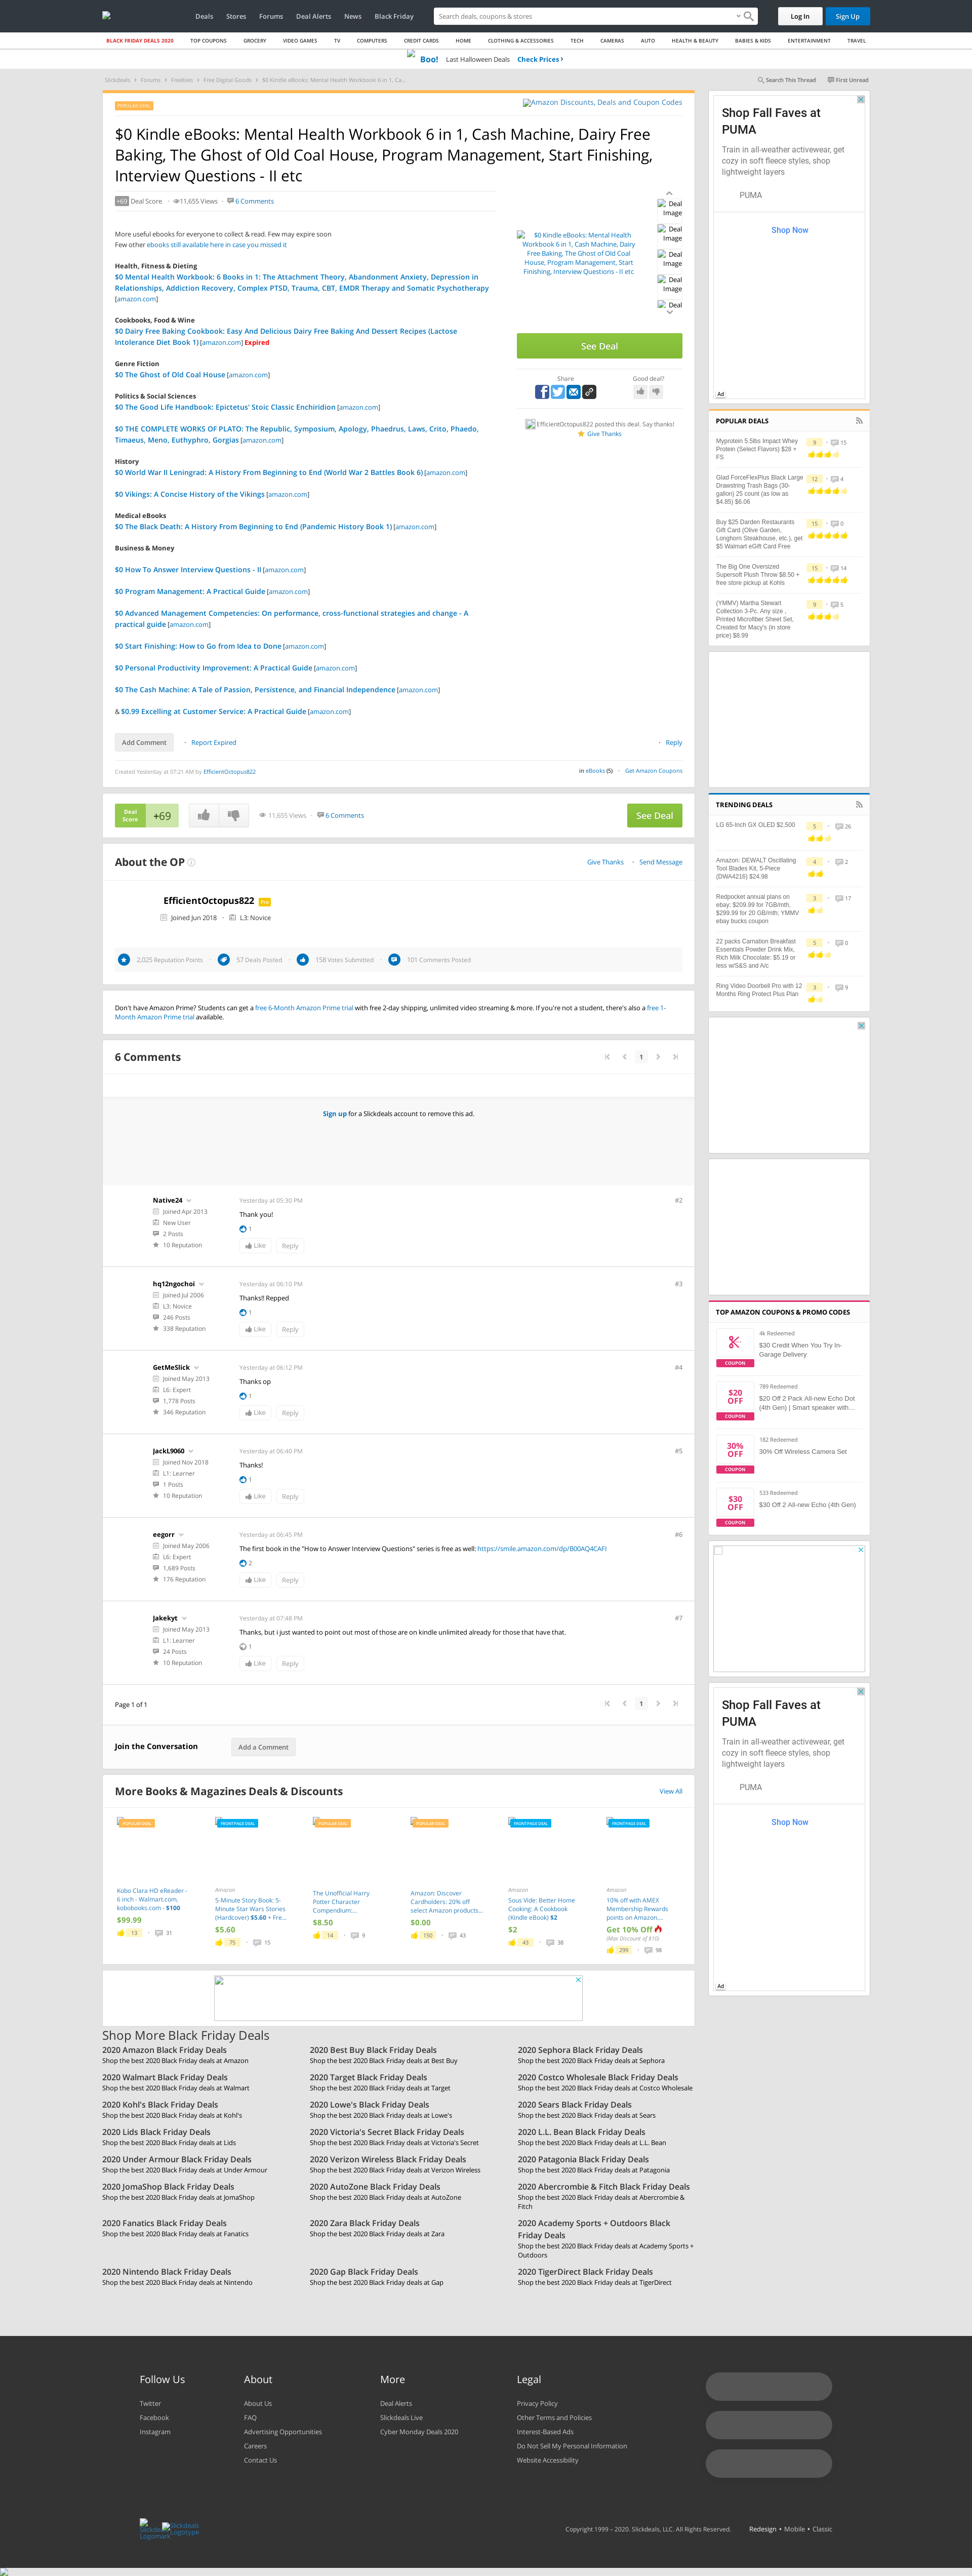 Deals Stores Forums Deal Alerts News Black Friday
Search deals, coupons & stores
Log In
Sign Up
BLACK FRIDAY DEALS 2020 TOP COUPONS GROCERY VIDEO GAMES TV COMPUTERS CREDIT CARDS HOME CLOTHING & ACCESSORIES TECH CAMERAS AUTO HEALTH & BEAUTY BABIES & KIDS ENTERTAINMENT TRAVEL
Boo! Last Halloween Deals Check Prices ›
Slickdeals › Forums › Freebies › Free Digital Goods › $0 Kindle eBooks: Mental Health Workbook 6 in 1, Ca...
Search This Thread First Unread
POPULAR DEAL
Amazon Discounts, Deals and Coupon Codes
$0 Kindle eBooks: Mental Health Workbook 6 in 1, Cash Machine, Dairy Free
Baking, The Ghost of Old Coal House, Program Management, Start Finishing,
Interview Questions - II etc
+69 Deal Score 11,655 Views 6 Comments
More useful ebooks for everyone to collect & read. Few may expire soon
Few other ebooks still available here in case you missed it
Health, Fitness & Dieting
$0 Mental Health Workbook: 6 Books in 1: The Attachment Theory, Abandonment Anxiety, Depression in
Relationships, Addiction Recovery, Complex PTSD, Trauma, CBT, EMDR Therapy and Somatic Psychotherapy
[amazon.com]
Cookbooks, Food & Wine
$0 Dairy Free Baking Cookbook: Easy And Delicious Dairy Free Baking And Dessert Recipes (Lactose
Intolerance Diet Book 1) [amazon.com] Expired
Genre Fiction
$0 The Ghost of Old Coal House [amazon.com]
Politics & Social Sciences
$0 The Good Life Handbook: Epictetus' Stoic Classic Enchiridion [amazon.com]
$0 THE COMPLETE WORKS OF PLATO: The Republic, Symposium, Apology, Phaedrus, Laws, Crito, Phaedo,
Timaeus, Meno, Euthyphro, Gorgias [amazon.com]
History
$0 World War II Leningrad: A History From Beginning to End (World War 2 Battles Book 6) [amazon.com]
$0 Vikings: A Concise History of the Vikings [amazon.com]
Medical eBooks
$0 The Black Death: A History From Beginning to End (Pandemic History Book 1) [amazon.com]
Business & Money
$0 How To Answer Interview Questions - II [amazon.com]
$0 Program Management: A Practical Guide [amazon.com]
$0 Advanced Management Competencies: On performance, cross-functional strategies and change - A
practical guide [amazon.com]
$0 Start Finishing: How to Go from Idea to Done [amazon.com]
$0 Personal Productivity Improvement: A Practical Guide [amazon.com]
$0 The Cash Machine: A Tale of Passion, Persistence, and Financial Independence [amazon.com]
& $0.99 Excelling at Customer Service: A Practical Guide [amazon.com]
$0 Kindle eBooks: Mental Health
Workbook 6 in 1, Cash Machine, Dairy
Free Baking, The Ghost of Old Coal
House, Program Management, Start
Finishing, Interview Questions - II etc
Deal
Image
Deal
Image
Deal
Image
Deal
Image
Deal
See Deal
Share
Good deal?
EfficientOctopus822 posted this deal. Say thanks!
Give Thanks
Add Comment Report Expired Reply
Created Yesterday at 07:21 AM by EfficientOctopus822
in eBooks (5) Get Amazon Coupons
Deal
Score
+69
11,655 Views 6 Comments
See Deal
About the OP
Give Thanks Send Message
EfficientOctopus822 Pro
Joined Jun 2018 L3: Novice
2,025 Reputation Points 57 Deals Posted 158 Votes Submitted 101 Comments Posted
Don't have Amazon Prime? Students can get a free 6-Month Amazon Prime trial with free 2-day shipping, unlimited video streaming & more. If you're not a student, there's also a free 1-
Month Amazon Prime trial available.
6 Comments
1
Sign up for a Slickdeals account to remove this ad.
Native24
Joined Apr 2013
New User
2 Posts
10 Reputation
Yesterday at 05:30 PM
#2
Thank you!
1
Like Reply
hq12ngochoi
Joined Jul 2006
L3: Novice
246 Posts
338 Reputation
Yesterday at 06:10 PM
#3
Thanks!! Repped
1
Like Reply
GetMeSlick
Joined May 2013
L6: Expert
1,778 Posts
346 Reputation
Yesterday at 06:12 PM
#4
Thanks op
1
Like Reply
JackL9060
Joined Nov 2018
L1: Learner
1 Posts
10 Reputation
Yesterday at 06:40 PM
#5
Thanks!
1
Like Reply
eegorr
Joined May 2006
L6: Expert
1,689 Posts
176 Reputation
Yesterday at 06:45 PM
#6
The first book in the "How to Answer Interview Questions" series is free as well: https://smile.amazon.com/dp/B00AQ4CAFI
2
Like Reply
Jakekyt
Joined May 2013
L1: Learner
24 Posts
10 Reputation
Yesterday at 07:48 PM
#7
Thanks, but i just wanted to point out most of those are on kindle unlimited already for those that have that.
1
Like Reply
Page 1 of 1
1
Join the Conversation
Add a Comment
More Books & Magazines Deals & Discounts
View All
POPULAR DEAL
Kobo Clara HD eReader -
6 inch - Walmart.com,
kobobooks.com - $100
$99.99
13 31
FRONTPAGE DEAL
Amazon
5-Minute Story Book: 5-
Minute Star Wars Stories
(Hardcover) $5.60 + Fre...
$5.60
75 15
POPULAR DEAL
The Unofficial Harry
Potter Character
Compendium:...
$8.50
14 9
POPULAR DEAL
Amazon: Discover
Cardholders: 20% off
select Amazon products...
$0.00
150 43
FRONTPAGE DEAL
Amazon
Sous Vide: Better Home
Cooking: A Cookbook
(Kindle eBook) $2
$2
43 38
FRONTPAGE DEAL
Amazon
10% off with AMEX
Membership Rewards
points on Amazon....
Get 10% Off
(Max Discount of $10)
299 98
Shop More Black Friday Deals
2020 Amazon Black Friday Deals
Shop the best 2020 Black Friday deals at Amazon
2020 Best Buy Black Friday Deals
Shop the best 2020 Black Friday deals at Best Buy
2020 Sephora Black Friday Deals
Shop the best 2020 Black Friday deals at Sephora
2020 Walmart Black Friday Deals
Shop the best 2020 Black Friday deals at Walmart
2020 Target Black Friday Deals
Shop the best 2020 Black Friday deals at Target
2020 Costco Wholesale Black Friday Deals
Shop the best 2020 Black Friday deals at Costco Wholesale
2020 Kohl's Black Friday Deals
Shop the best 2020 Black Friday deals at Kohl's
2020 Lowe's Black Friday Deals
Shop the best 2020 Black Friday deals at Lowe's
2020 Sears Black Friday Deals
Shop the best 2020 Black Friday deals at Sears
2020 Lids Black Friday Deals
Shop the best 2020 Black Friday deals at Lids
2020 Victoria's Secret Black Friday Deals
Shop the best 2020 Black Friday deals at Victoria's Secret
2020 L.L. Bean Black Friday Deals
Shop the best 2020 Black Friday deals at L.L. Bean
2020 Under Armour Black Friday Deals
Shop the best 2020 Black Friday deals at Under Armour
2020 Verizon Wireless Black Friday Deals
Shop the best 2020 Black Friday deals at Verizon Wireless
2020 Patagonia Black Friday Deals
Shop the best 2020 Black Friday deals at Patagonia
2020 JomaShop Black Friday Deals
Shop the best 2020 Black Friday deals at JomaShop
2020 AutoZone Black Friday Deals
Shop the best 2020 Black Friday deals at AutoZone
2020 Abercrombie & Fitch Black Friday Deals
Shop the best 2020 Black Friday deals at Abercrombie &
Fitch
2020 Fanatics Black Friday Deals
Shop the best 2020 Black Friday deals at Fanatics
2020 Zara Black Friday Deals
Shop the best 2020 Black Friday deals at Zara
2020 Academy Sports + Outdoors Black
Friday Deals
Shop the best 2020 Black Friday deals at Academy Sports +
Outdoors
2020 Nintendo Black Friday Deals
Shop the best 2020 Black Friday deals at Nintendo
2020 Gap Black Friday Deals
Shop the best 2020 Black Friday deals at Gap
2020 TigerDirect Black Friday Deals
Shop the best 2020 Black Friday deals at TigerDirect
Shop Fall Faves at
PUMA
Train in all-weather activewear, get
cozy in soft fleece styles, shop
lightweight layers
PUMA
Shop Now
Ad
POPULAR DEALS
Myprotein 5.5lbs Impact Whey
Protein (Select Flavors) $28 +
FS
9 15
Glad ForceFlexPlus Black Large
Drawstring Trash Bags (30-
gallon) 25 count (as low as
$4.85) $6.06
12 4
Buy $25 Darden Restaurants
Gift Card (Olive Garden,
Longhorn Steakhouse, etc.), get
$5 Walmart eGift Card Free
15 0
The Big One Oversized
Supersoft Plush Throw $8.50 +
free store pickup at Kohls
15 14
(YMMV) Martha Stewart
Collection 3-Pc. Any size ,
Printed Microfiber Sheet Set,
Created for Macy's (in store
price) $8.99
9 5
TRENDING DEALS
LG 65-Inch GX OLED $2,500
5 26
Amazon: DEWALT Oscillating
Tool Blades Kit, 5-Piece
(DWA4216) $24.98
4 2
Redpocket annual plans on
ebay; $209.99 for 7GB/mth,
$299.99 for 20 GB/mth; YMMV
ebay bucks coupon
3 17
22 packs Carnation Breakfast
Essentials Powder Drink Mix,
Rich Milk Chocolate: $5.19 or
less w/S&S and A/c
5 0
Ring Video Doorbell Pro with 12
Months Ring Protect Plus Plan
3 9
TOP AMAZON COUPONS & PROMO CODES
COUPON
4k Redeemed
$30 Credit When You Try In-
Garage Delivery
$20
OFF
COUPON
789 Redeemed
$20 Off 2 Pack All-new Echo Dot
(4th Gen) | Smart speaker with...
30%
OFF
COUPON
182 Redeemed
30% Off Wireless Camera Set
$30
OFF
COUPON
533 Redeemed
$30 Off 2 All-new Echo (4th Gen)
Shop Fall Faves at
PUMA
Train in all-weather activewear, get
cozy in soft fleece styles, shop
lightweight layers
PUMA
Shop Now
Ad
Follow Us
Twitter
Facebook
Instagram
About
About Us
FAQ
Advertising Opportunities
Careers
Contact Us
More
Deal Alerts
Slickdeals Live
Cyber Monday Deals 2020
Legal
Privacy Policy
Other Terms and Policies
Interest-Based Ads
Do Not Sell My Personal Information
Website Accessibility
Slickdeals
Logomark
Slickdeals
Logotype
Copyright 1999 – 2020. Slickdeals, LLC. All Rights Reserved.
Redesign • Mobile • Classic